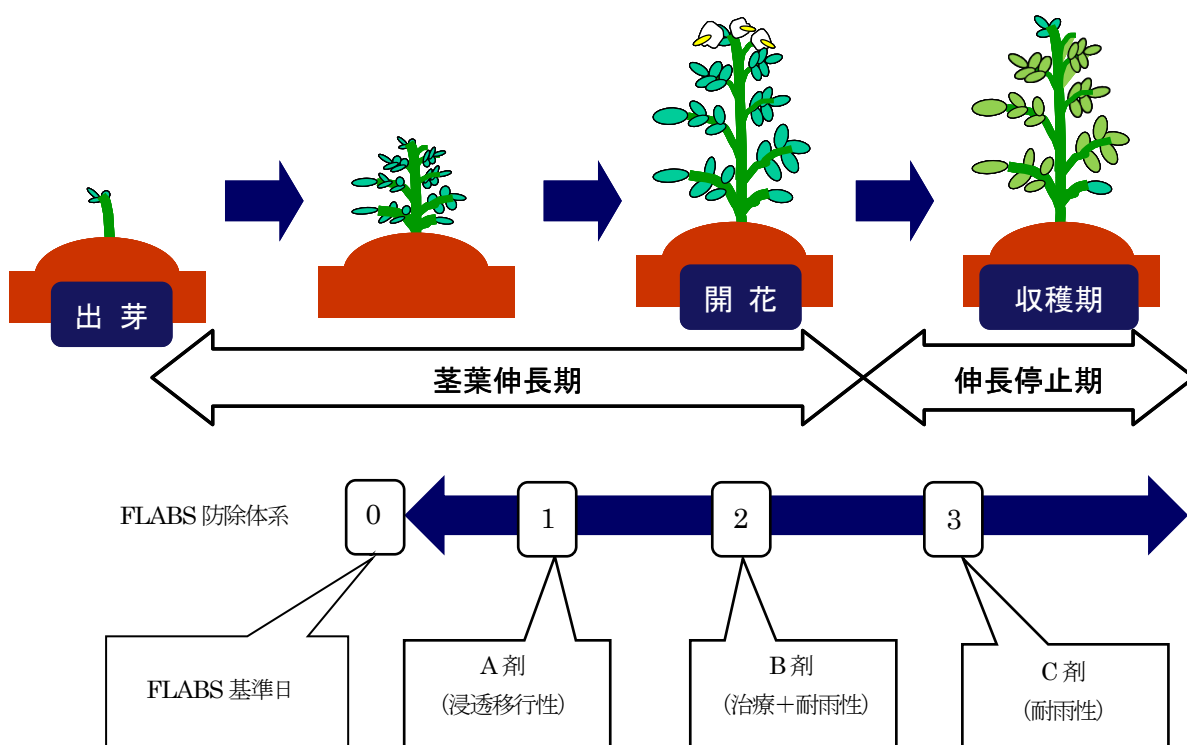 出 芽
開 花
収穫期
茎葉伸長期
伸長停止期
FLABS 防除体系
0
1
2
3
FLABS 基準日
A 剤
(浸透移行性)
B 剤
(治療＋耐雨性)
C 剤
(耐雨性)